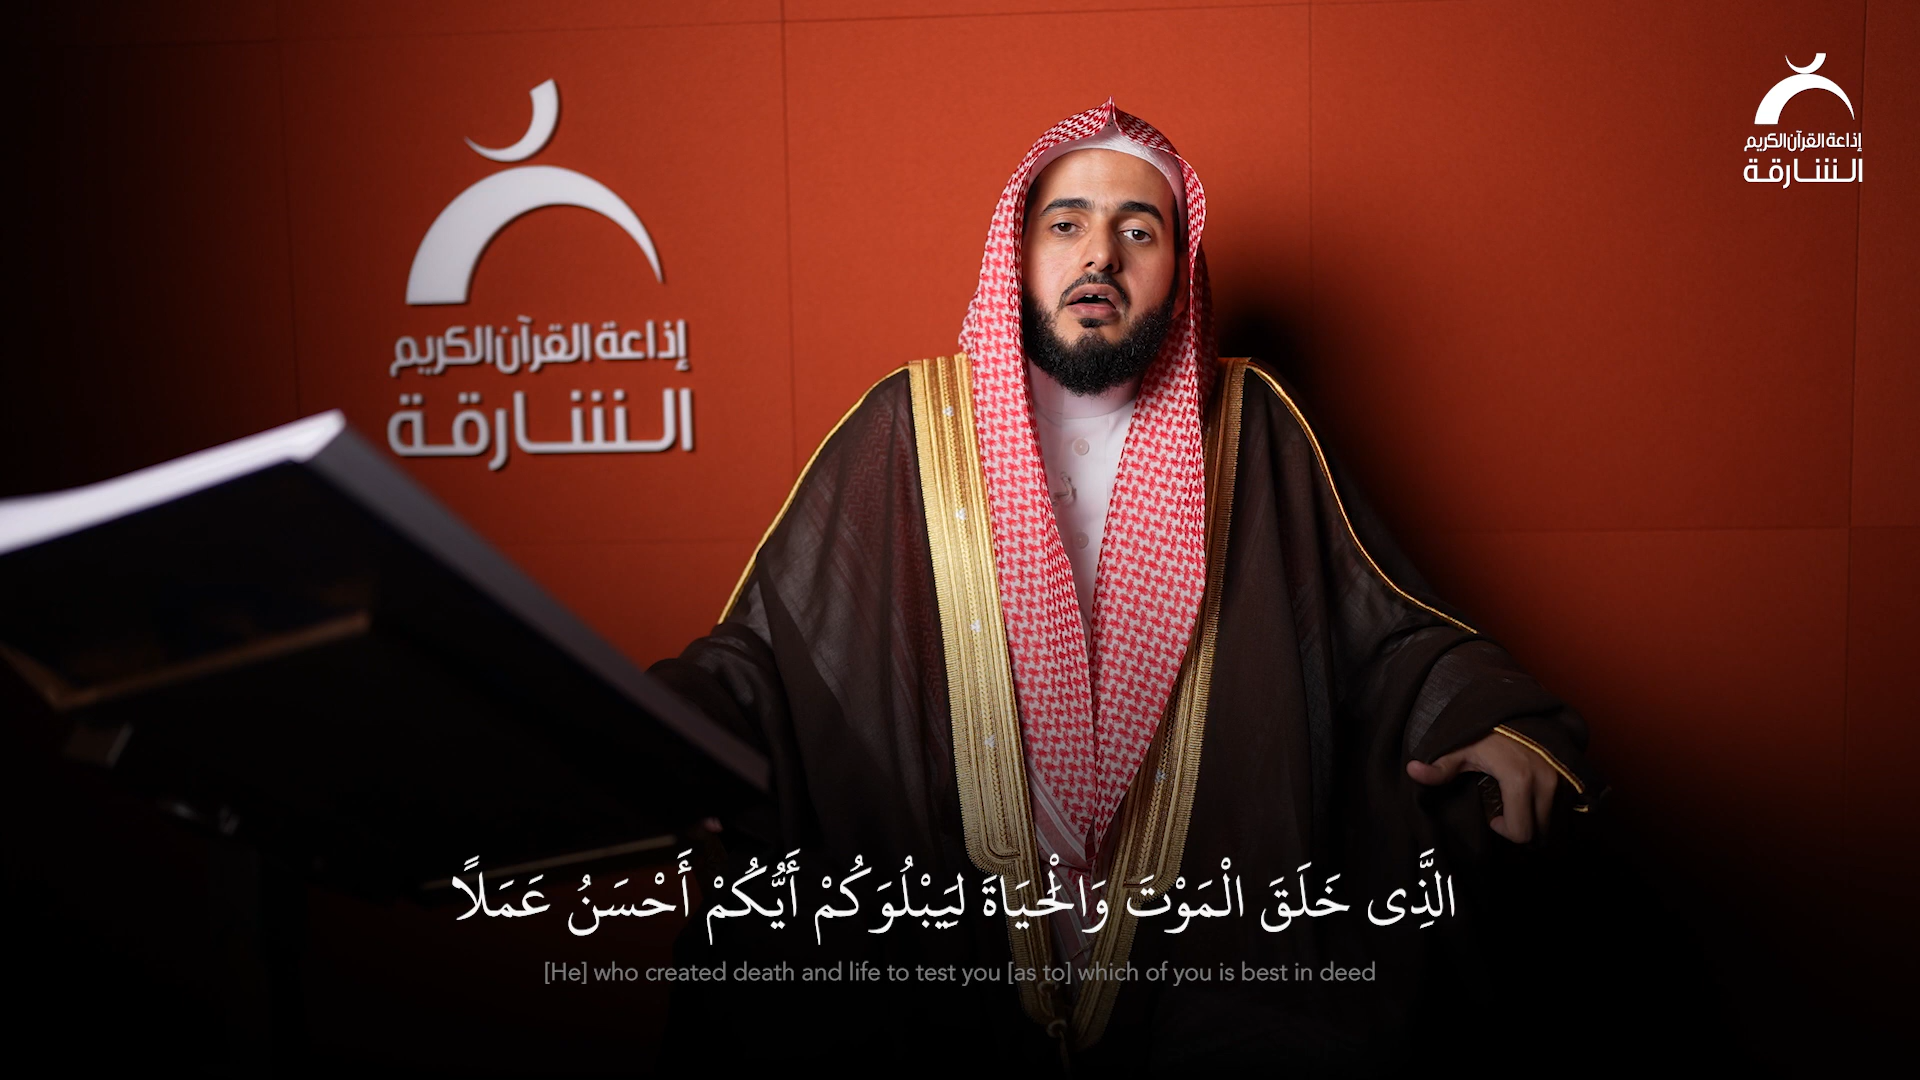 إذاعة القرآن الكريم
الشارقة
إذاعة القرآن الكريم
الشارقة
الَّذِى خَلَقَ الْمَوْتَ وَالْحَيَاةَ لِيَبْلُوَكُمْ أَيُّكُمْ أَحْسَنُ عَمَلًا
[He] who created death and life to test you [as to] which of you is best in deed